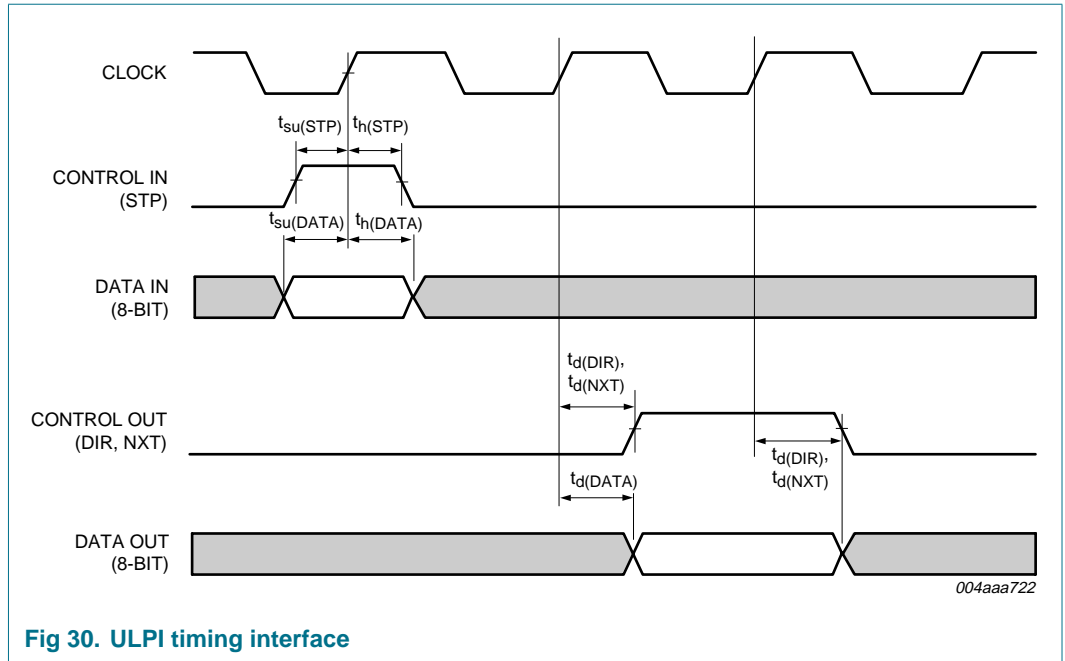 CLOCK
tsu(STP) th(STP)
CONTROL IN
(STP)
tsu(DATA) th(DATA)
DATA IN
(8-BIT)
td(DIR),
td(NXT)
CONTROL OUT
(DIR, NXT)
td(DIR),
td(NXT)
td(DATA)
DATA OUT
(8-BIT)
004aaa722
Fig 30. ULPI timing interface